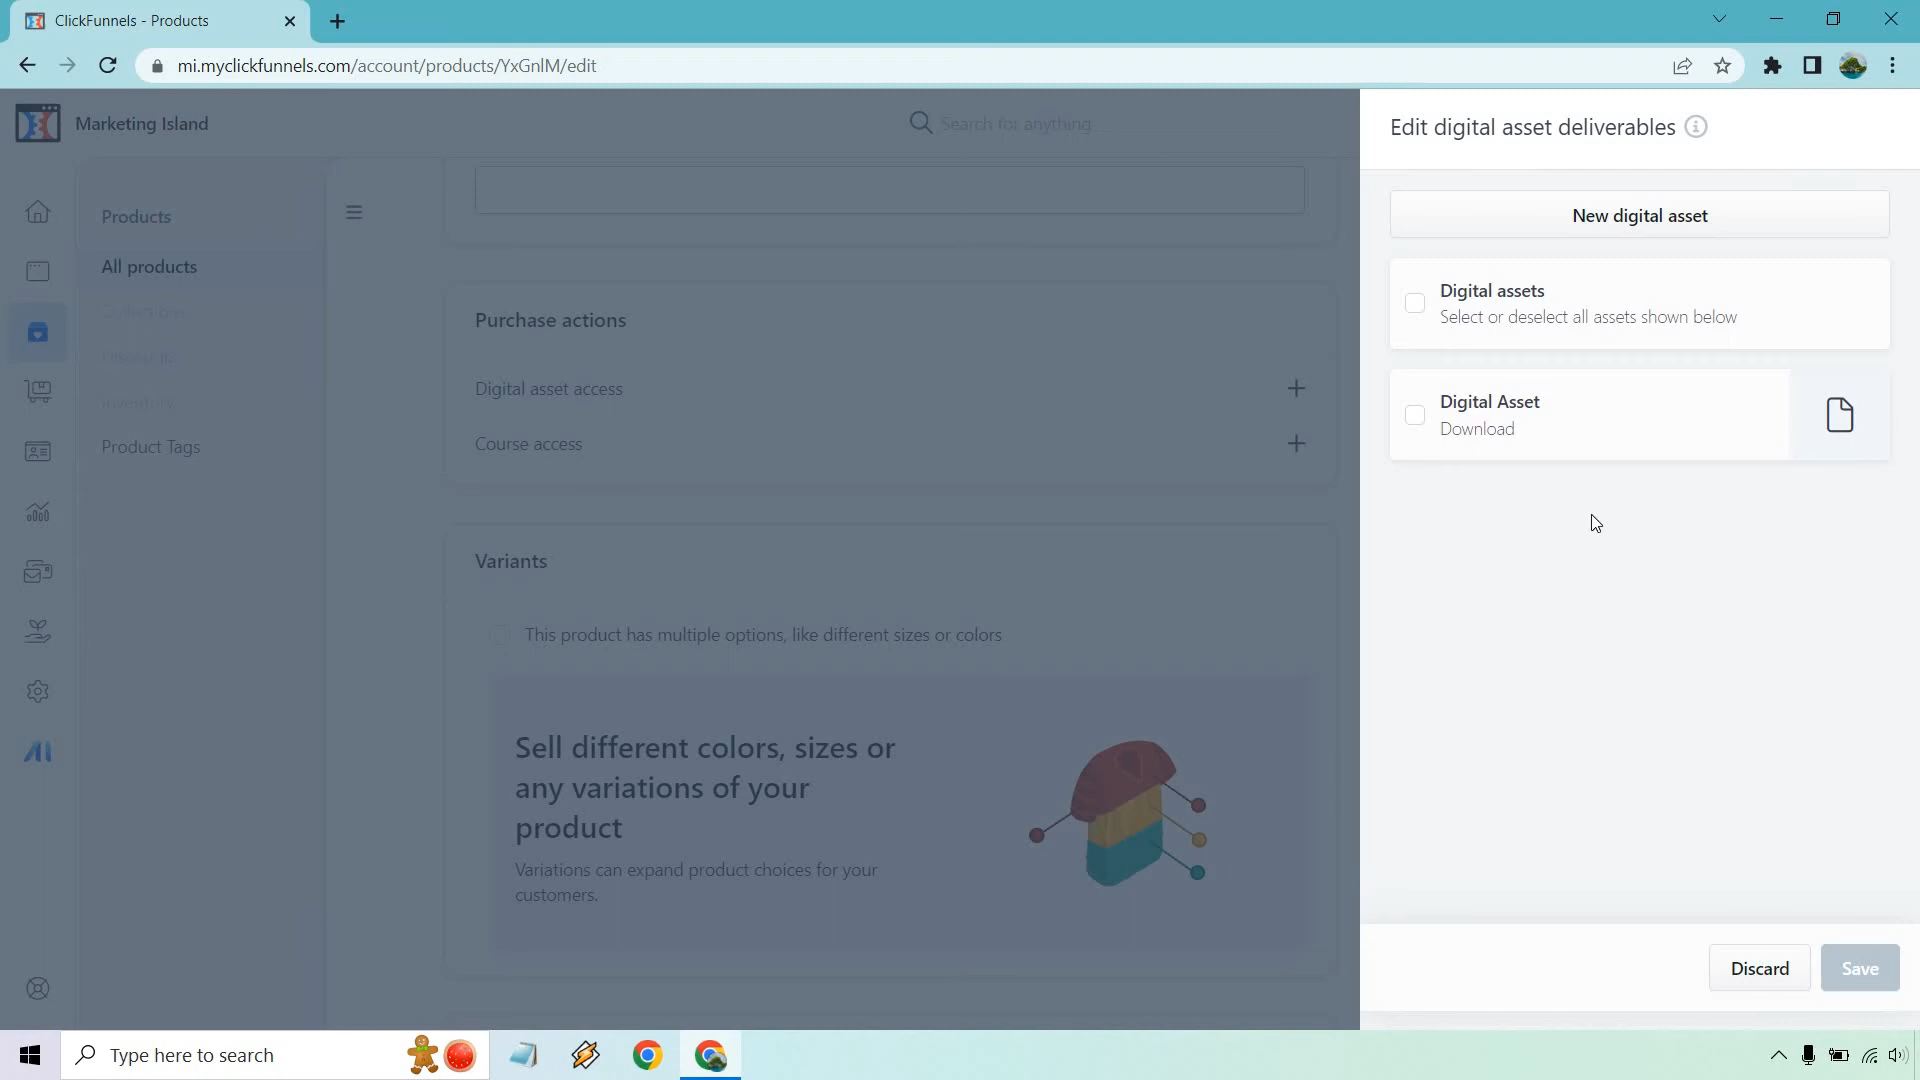 ClickFunnels - Products
mi.myclickfunnels.com/account/products/YxGnlM/edit
Marketing Island
Search for anything
Edit digital asset deliverables
New digital asset
Products
All products
Collections
Discounts
Inventory
Product Tags
Digital assets
Select or deselect all assets shown below
Purchase actions
Digital asset access
Course access
Digital Asset
Download
Variants
This product has multiple options, like different sizes or colors
Sell different colors, sizes or
any variations of your
product
Variations can expand product choices for your
customers.
Discard
Save
Type here to search